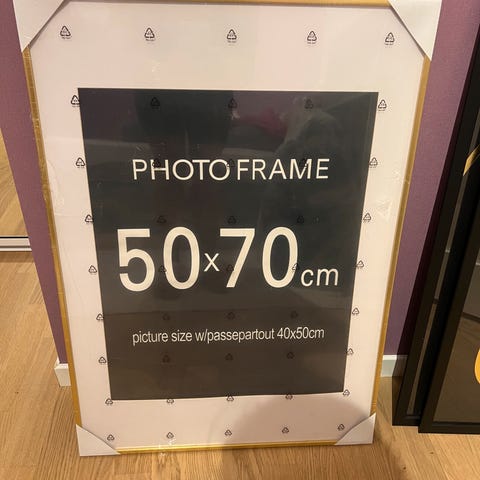 PHOTO FRAME
50x70cm
picture size w/passepartout 40x50cm